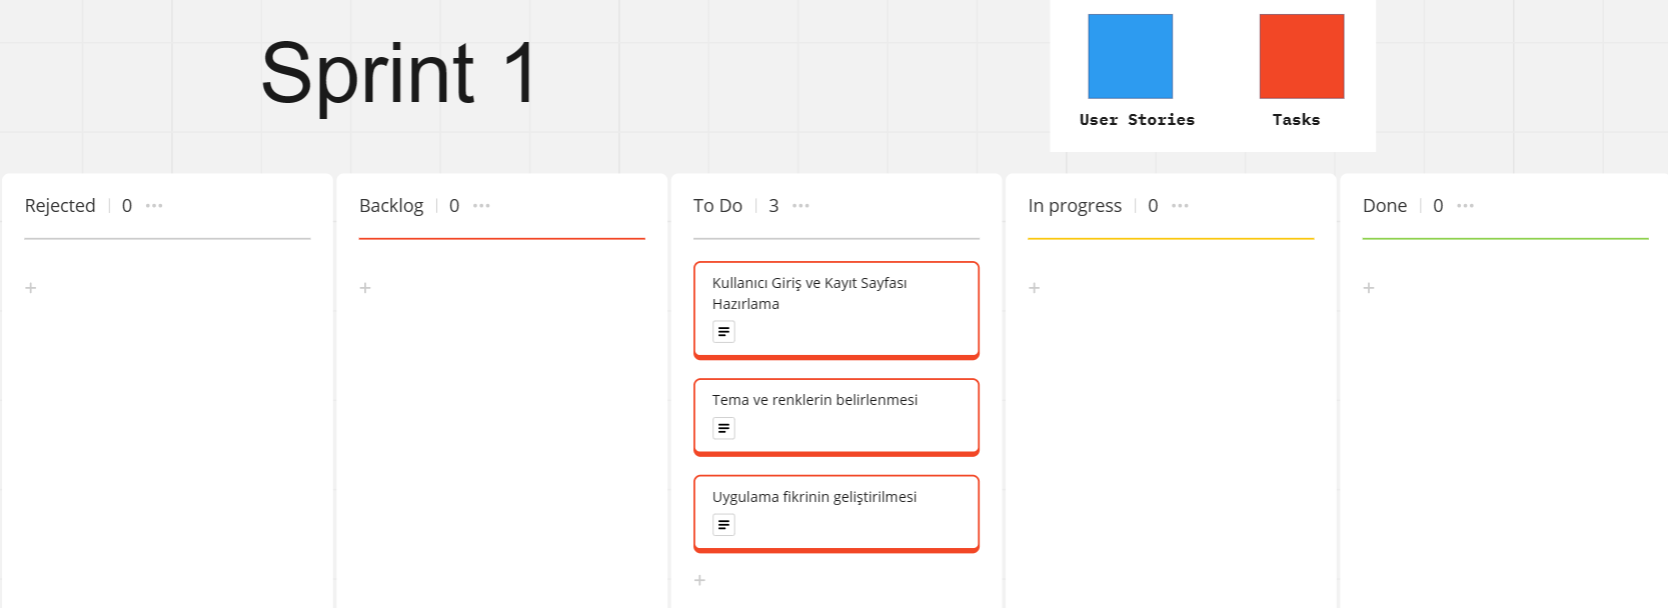 Sprint 1
User Stories
Tasks
Rejected 0
Backlog 0
To Do 3
In progress 0
Done 0
Kullanıcı Giriş ve Kayıt Sayfası
Hazırlama
Tema ve renklerin belirlenmesi
Uygulama fikrinin geliştirilmesi